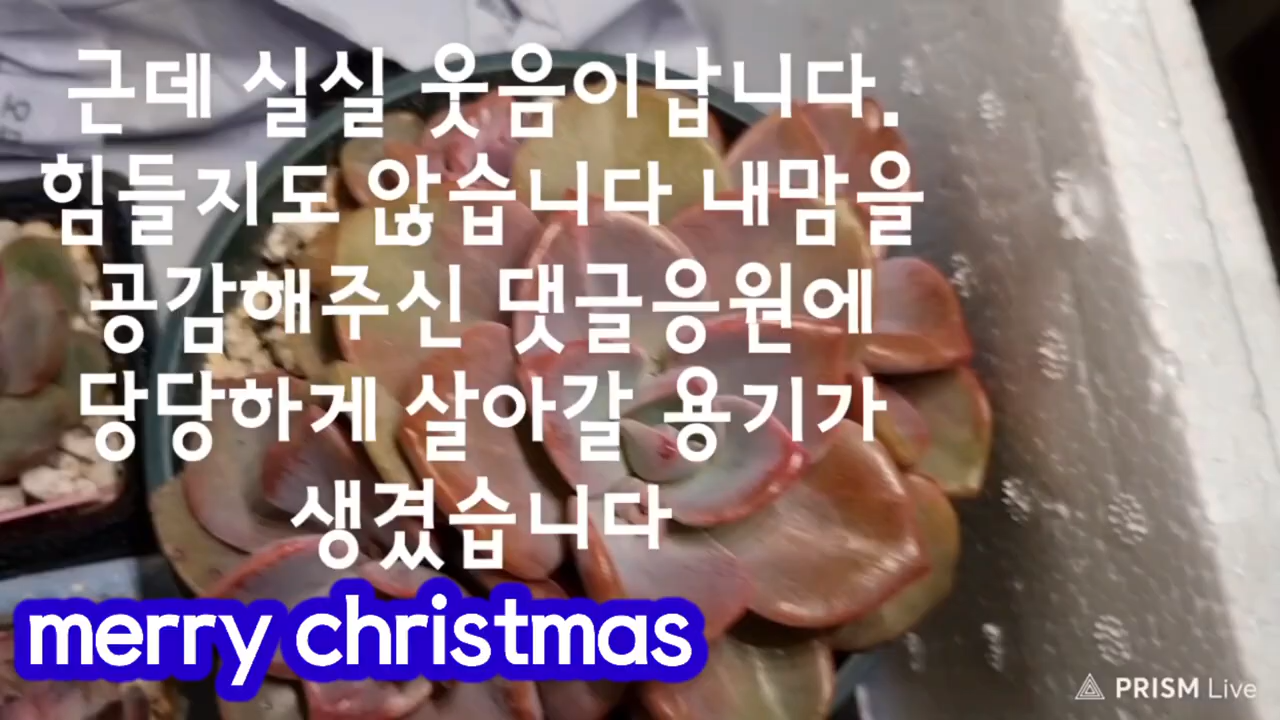 근데 실실 웃음이납니다.
힘들지도 않습니다 내맘을
공감해주신 댓글응원에
당당하게 살아갈 용기가
생겼습니다
merry christmas
PRISM Live